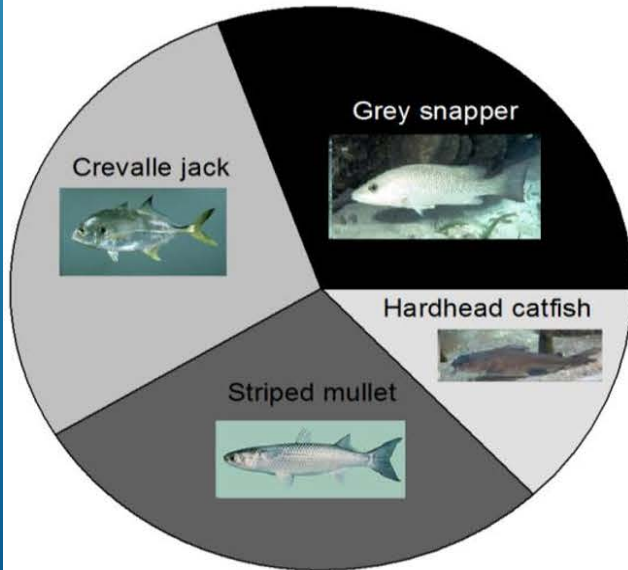 Grey snapper
Crevalle jack
Hardhead catfish
Striped mullet